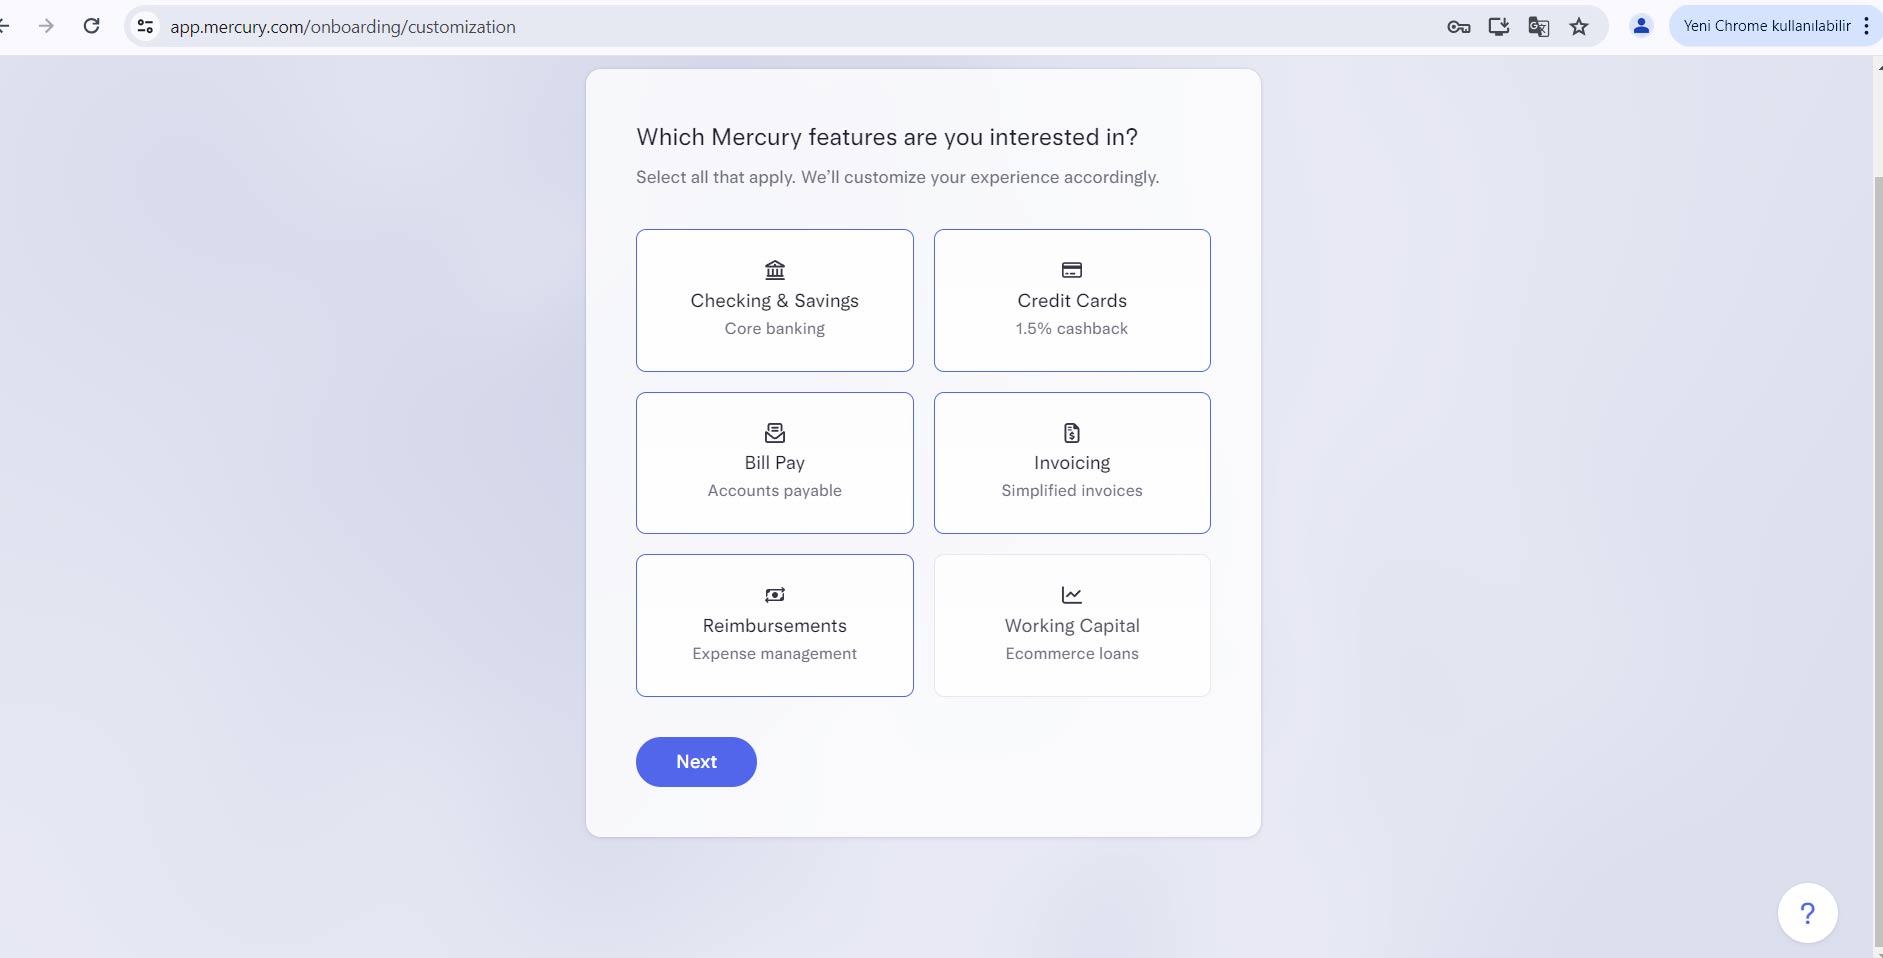 app.mercury.com/onboarding/customization
Yeni Chrome kullanılabilir
Which Mercury features are you interested in?
Select all that apply. We’ll customize your experience accordingly.
Checking & Savings
Core banking
Credit Cards
1.5% cashback
Bill Pay
Accounts payable
Invoicing
Simplified invoices
Reimbursements
Expense management
Working Capital
Ecommerce loans
Next
?